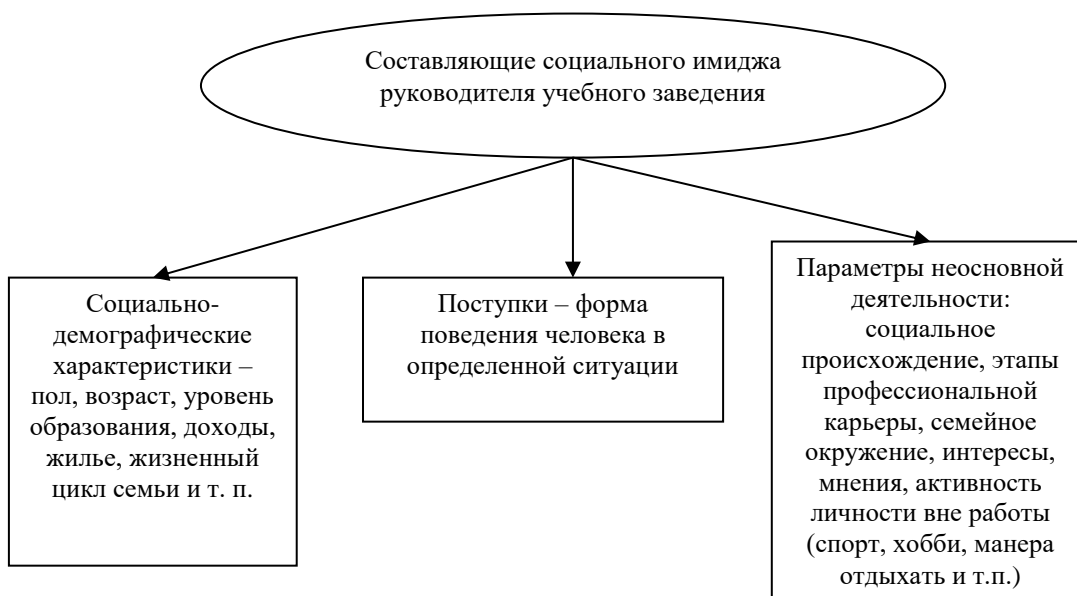 Составляющие социального имиджа
руководителя учебного заведения
Социально-
демографические
характеристики –
пол, возраст, уровень
образования, доходы,
жилье, жизненный
цикл семьи и т. п.
Поступки – форма
поведения человека в
определенной ситуации
Параметры неосновной
деятельности:
социальное
происхождение, этапы
профессиональной
карьеры, семейное
окружение, интересы,
мнения, активность
личности вне работы
(спорт, хобби, манера
отдыхать и т.п.)